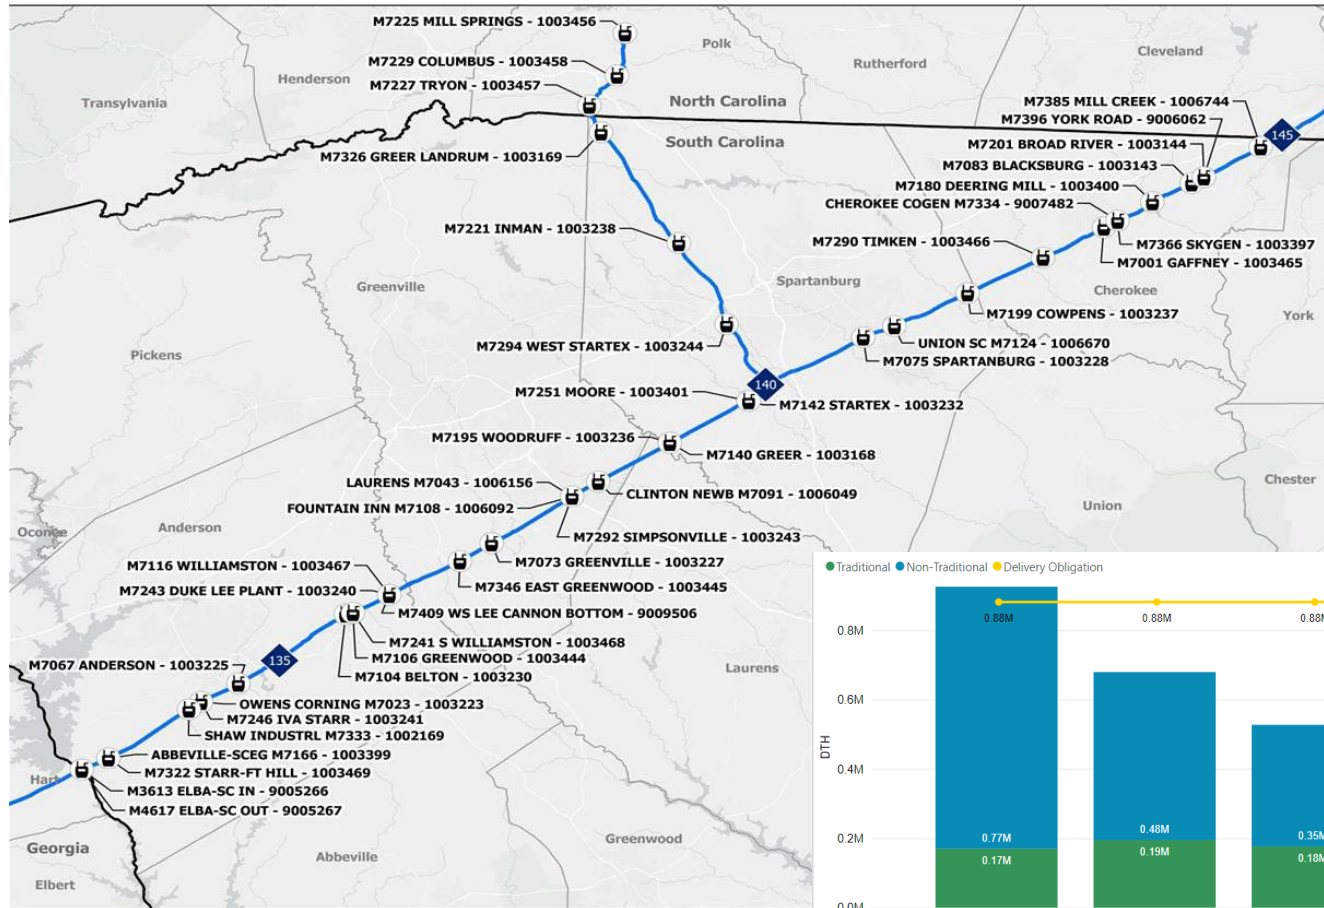 M7225 MILL SPRINGS - 1003456
Polk
Cleveland
M7229 COLUMBUS - 1003458
Henderson
Rutherford
M7227 TRYON - 1003457
Transylvania
North Carolina
M7385 MILL CREEK - 1006744
M7396 YORK ROAD - 9006062
145
South Carolina
M7201 BROAD RIVER - 1003144
M7326 GREER LANDRUM - 1003169
M7083 BLACKSBURG - 1003143
M7180 DEERING MILL - 1003400
CHEROKEE COGEN M7334 - 9007482
M7221 INMAN - 1003238
M7290 TIMKEN - 1003466
M7366 SKYGEN - 1003397
M7001 GAFFNEY - 1003465
Greenville
Spartanburg
Cherokee
M7199 COWPENS - 1003237
York
M7294 WEST STARTEX - 1003244
UNION SC M7124 - 1006670
Pickens
M7075 SPARTANBURG - 1003228
140
M7251 MOORE - 1003401
M7142 STARTEX - 1003232
M7195 WOODRUFF - 1003236
M7140 GREER - 1003168
LAURENS M7043 - 1006156
Chester
CLINTON NEWB M7091 - 1006049
FOUNTAIN INN M7108 - 1006092
Union
Anderson
Oconee
M7292 SIMPSONVILLE - 1003243
M7073 GREENVILLE - 1003227
M7116 WILLIAMSTON - 1003467
M7346 EAST GREENWOOD - 1003445
M7243 DUKE LEE PLANT - 1003240
M7409 WS LEE CANNON BOTTOM - 9009506
M7241 S WILLIAMSTON - 1003468
M7106 GREENWOOD - 1003444
135
M7067 ANDERSON - 1003225
Laurens
M7104 BELTON - 1003230
OWENS CORNING M7023 - 1003223
M7246 IVA STARR - 1003241
SHAW INDUSTRL M7333 - 1002169
ABBEVILLE-SCEG M7166 - 1003399
M7322 STARR-FT HILL - 1003469
Hart
M3613 ELBA-SC IN - 9005266
M4617 ELBA-SC OUT - 9005267
Georgia
Abbeville
Greenwood
Elbert
Traditional Non-Traditional Delivery Obligation
0.8M
0.88M 0.88M 0.88M
0.6M
DTH
0.4M
0.2M
0.77M 0.48M 0.35M
0.17M 0.19M 0.18M
0.0M